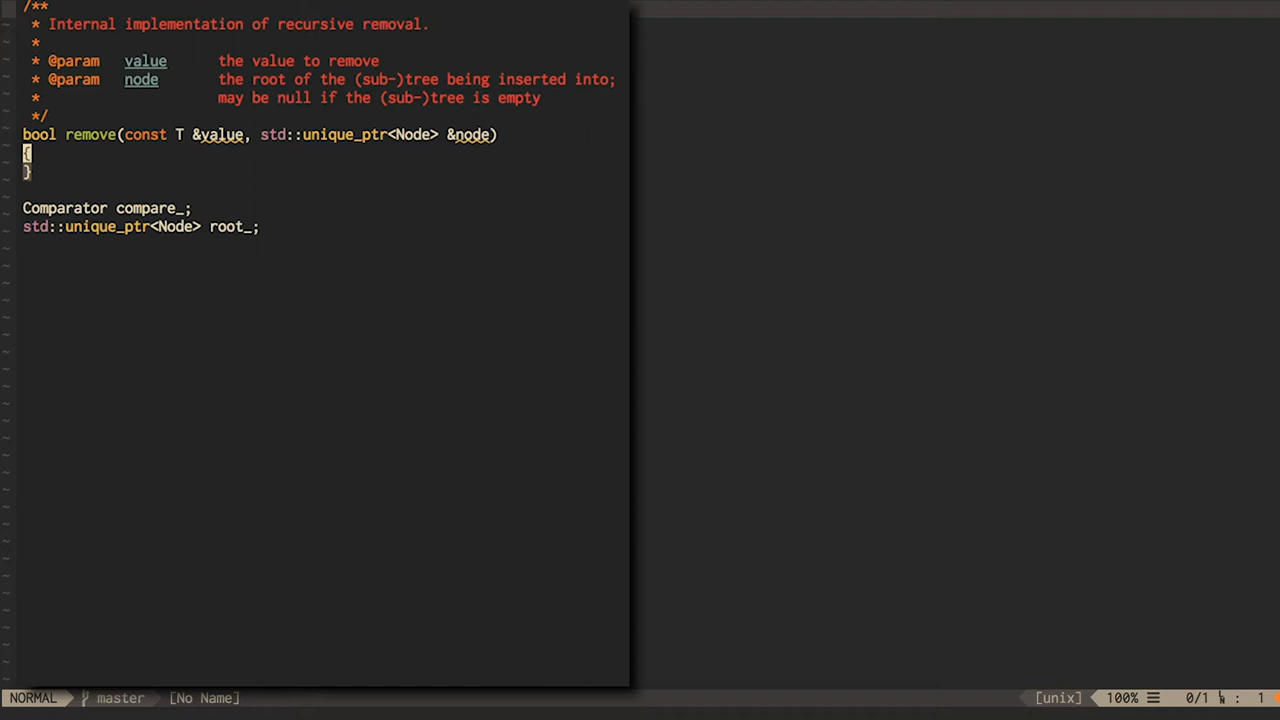 /**
* Internal implementation of recursive removal.
*
* @param value the value to remove
* @param node the root of the (sub-)tree being inserted into;
* may be null if the (sub-)tree is empty
*/
bool remove(const T &value, std::unique_ptr<Node> &node)
{
}
Comparator compare_;
std::unique_ptr<Node> root_;
NORMAL master [No Name] [unix] 100% ☰ 0/1 ㏑ : 1